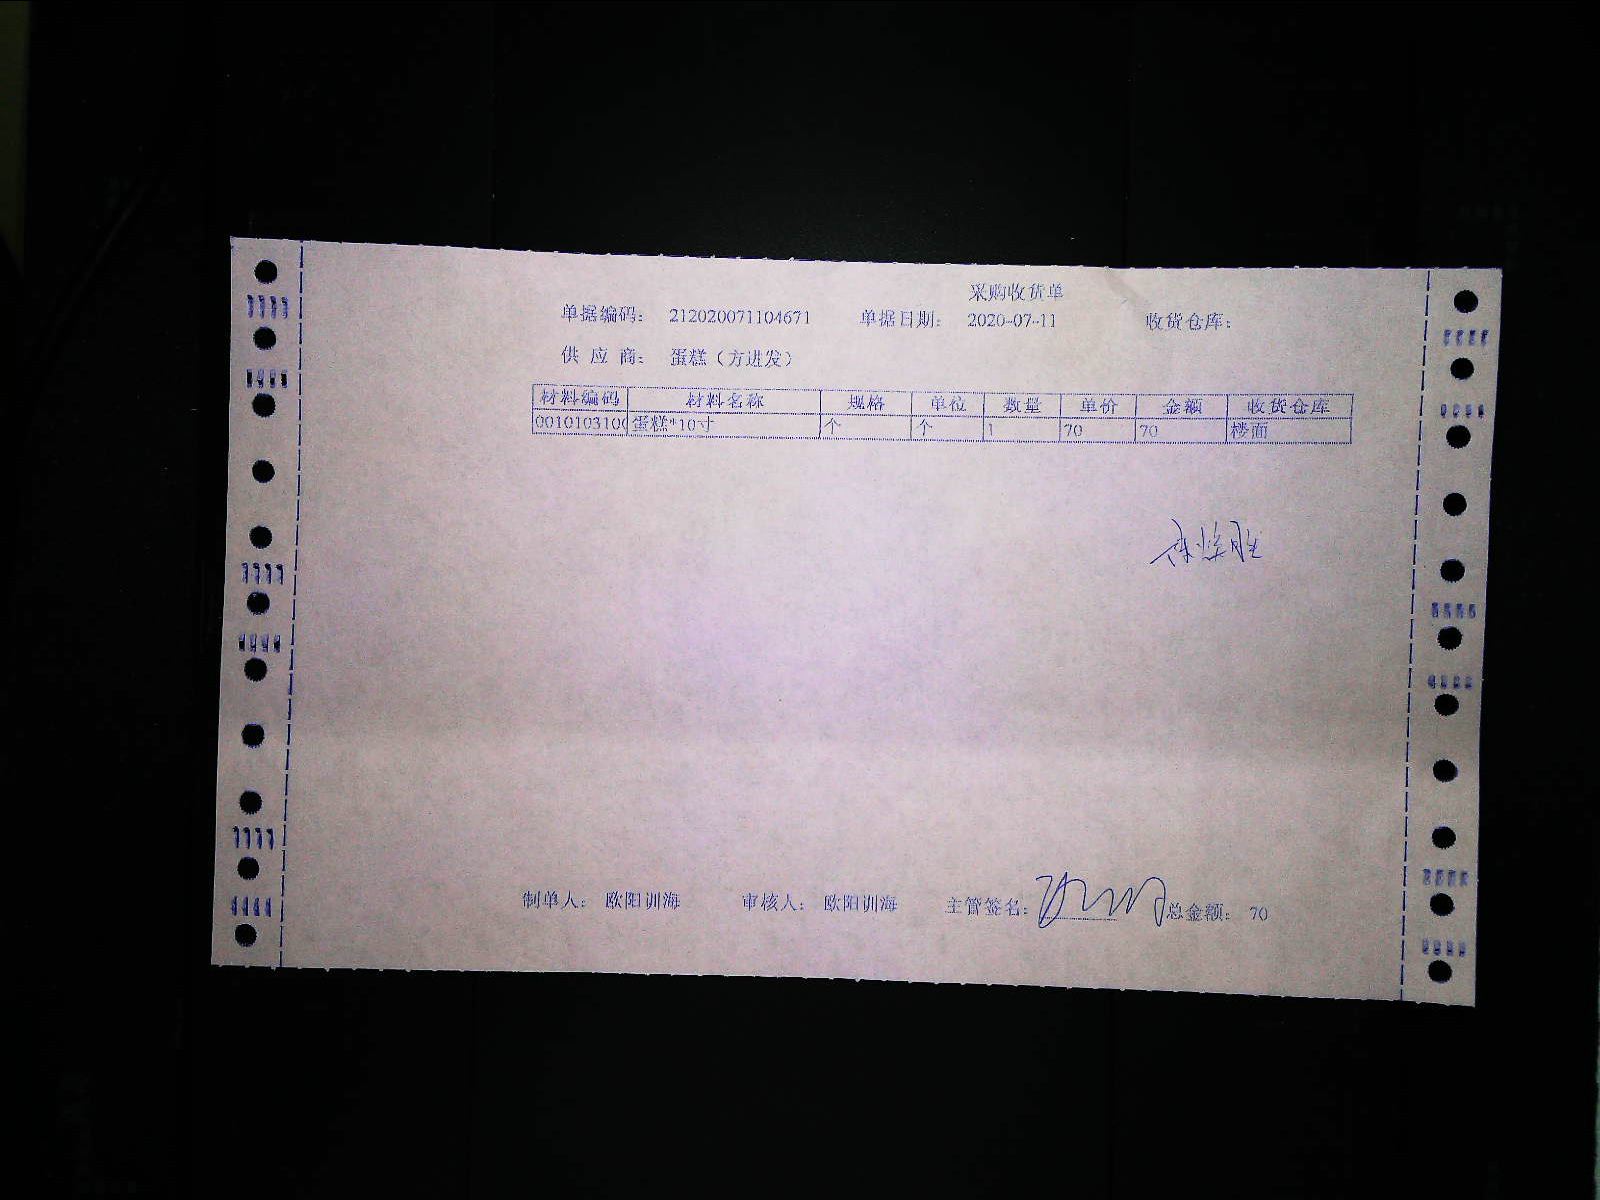 采购收货单
单据编码： 212020071104671 单据日期： 2020-07-11 收货仓库：
供 应 商： 蛋糕（方进发）
材料编码 材料名称 规格 单位 数量 单价 金额 收货仓库
0010103100 蛋糕*10寸 个 个 1 70 70 楼面
制单人： 欧阳训海 审核人： 欧阳训海 主管签名： 总金额： 70